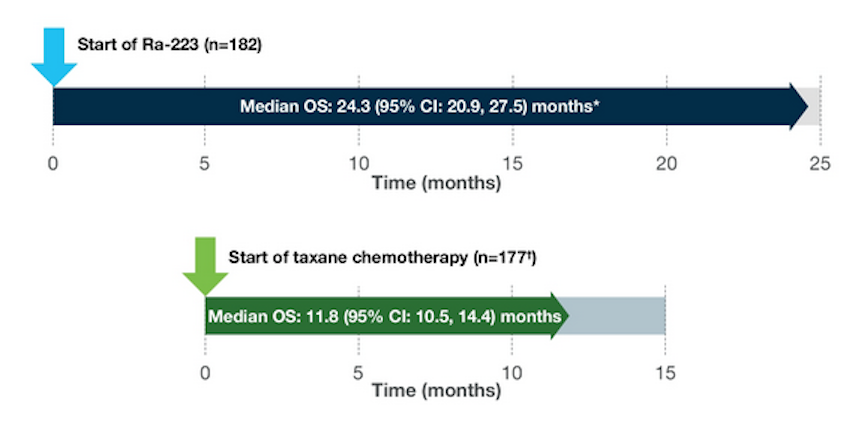 Start of Ra-223 (n=182)
Median OS: 24.3 (95% CI: 20.9, 27.5) months*
0 5 10 15 20 25
Time (months)
Start of taxane chemotherapy (n=177†)
Median OS: 11.8 (95% CI: 10.5, 14.4) months
0 5 10 15
Time (months)